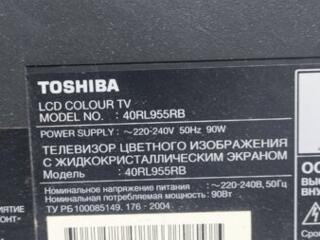 TOSHIBA
LCD COLOUR TV
MODEL NO. : 40RL955RB
POWER SUPPLY : ~220-240V 50Hz 90W
ТЕЛЕВИЗОР ЦВЕТНОГО ИЗОБРАЖЕНИЯ
С ЖИДКОКРИСТАЛЛИЧЕСКИМ ЭКРАНОМ
Модель : 40RL955RB
Номинальное напряжение питания : ~220-240В, 50Гц
Номинальная потребляемая мощность : 90Вт
ТУ РБ 100085149. 176 - 2004